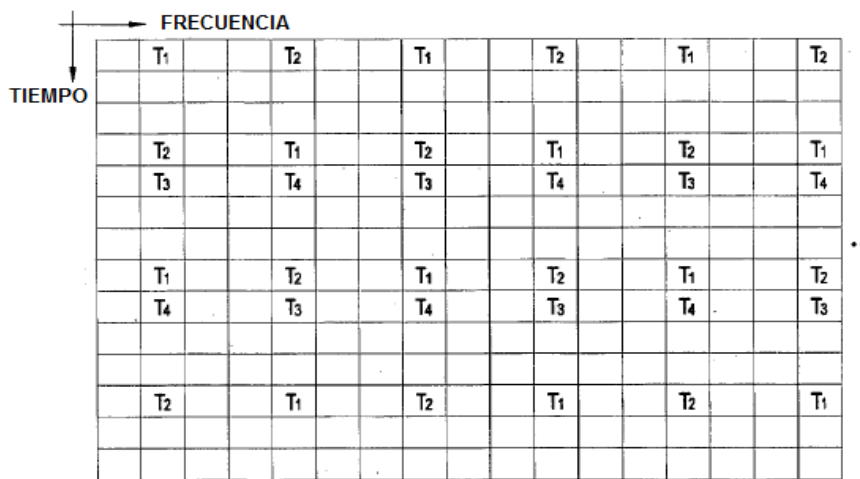 FRECUENCIA
TIEMPO
T1 T2 T1 T2 T1 T2
T2 T1 T2 T1 T2 T1
T3 T4 T3 T4 T3 T4
T1 T2 T1 T2 T1 T2
T4 T3 T4 T3 T4 T3
T2 T1 T2 T1 T2 T1